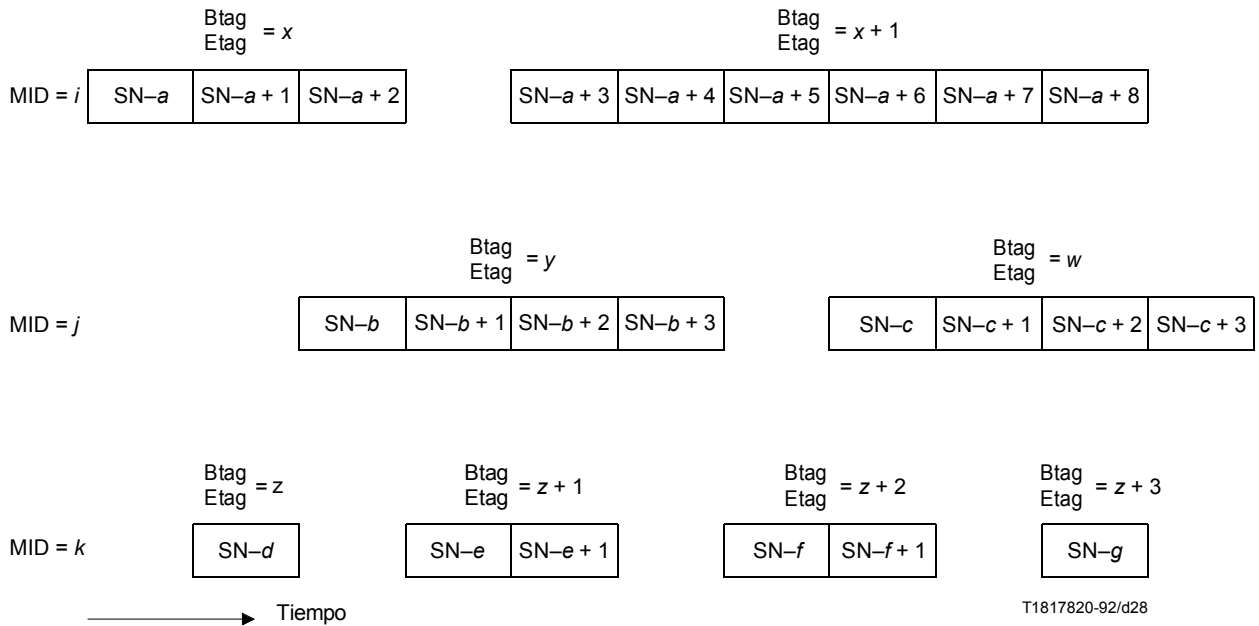 Btag
Etag = x
Btag
Etag = x + 1
MID = i SN–a SN–a + 1 SN–a + 2 SN–a + 3 SN–a + 4 SN–a + 5 SN–a + 6 SN–a + 7 SN–a + 8
Btag
Etag = y
Btag
Etag = w
MID = j SN–b SN–b + 1 SN–b + 2 SN–b + 3 SN–c SN–c + 1 SN–c + 2 SN–c + 3
Btag
Etag = z
Btag
Etag = z + 1
Btag
Etag = z + 2
Btag
Etag = z + 3
MID = k SN–d SN–e SN–e + 1 SN–f SN–f + 1 SN–g
Tiempo
T1817820-92/d28